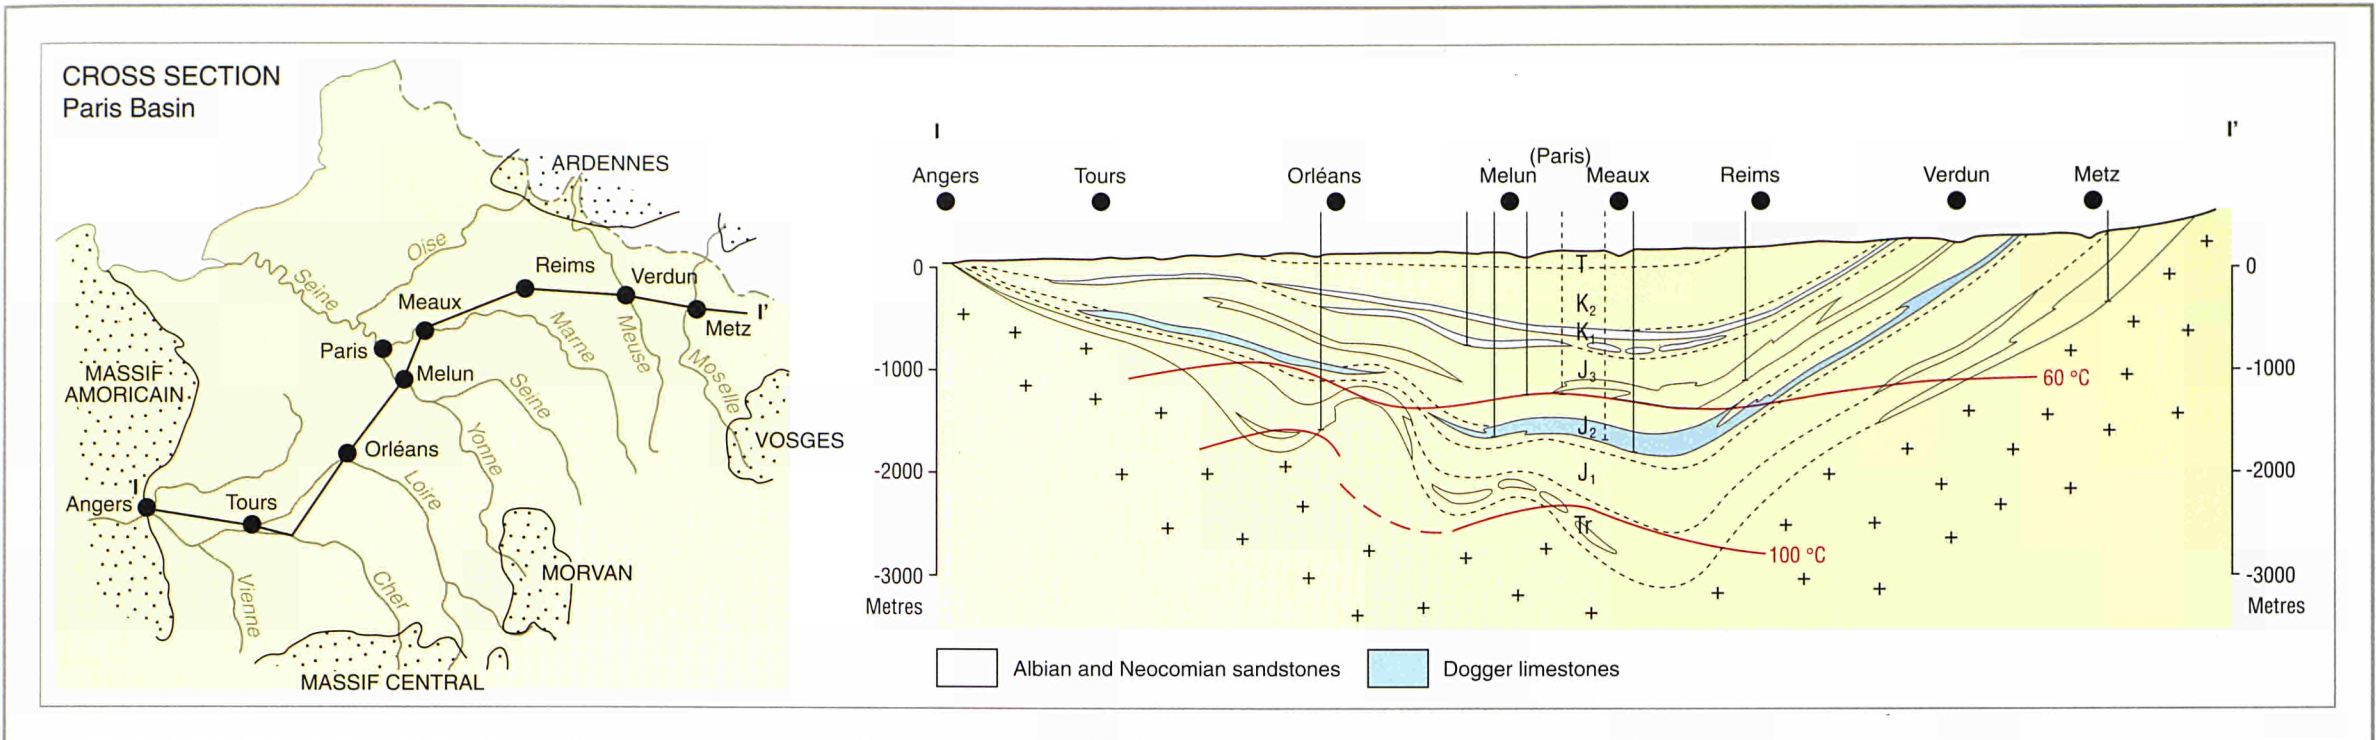 CROSS SECTION
Paris Basin
ARDENNES
Oise
Seine
Reims
Verdun
Meaux
I'
Metz
Paris
Marne
Meuse
Moselle
MASSIF
AMORICAIN
Melun
Seine
VOSGES
Orléans
Yonne
Loire
I
Angers
Tours
Vienne
Cher
MORVAN
MASSIF CENTRAL
I
I'
(Paris)
Angers
Tours
Orléans
Melun
Meaux
Reims
Verdun
Metz
0
T
0
K2
K1
-1000
J3
60 °C
-1000
J2
-2000
J1
-2000
Tr
100 °C
-3000
-3000
Metres
Metres
Albian and Neocomian sandstones
Dogger limestones